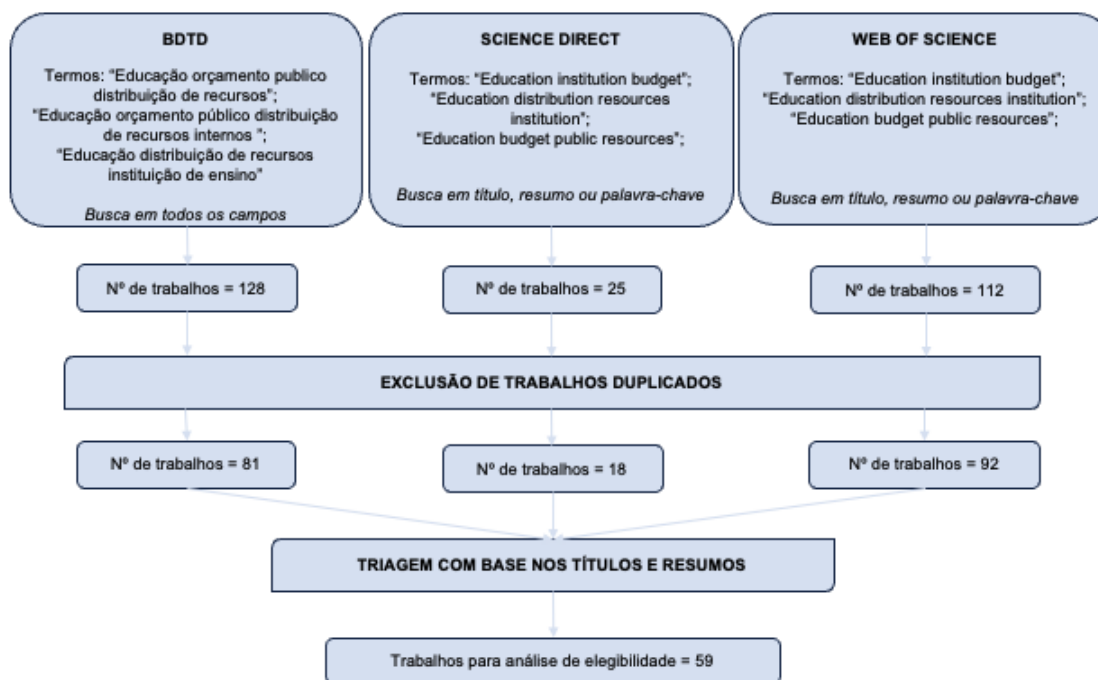 BDTD
Termos: “Educação orçamento publico
distribuição de recursos”;
“Educação orçamento público distribuição
de recursos internos ”;
“Educação distribuição de recursos
instituição de ensino”
Busca em todos os campos
SCIENCE DIRECT
Termos: “Education institution budget”;
“Education distribution resources
institution”;
“Education budget public resources”;
Busca em título, resumo ou palavra-chave
WEB OF SCIENCE
Termos: “Education institution budget”;
“Education distribution resources institution”;
“Education budget public resources”;
Busca em título, resumo ou palavra-chave
Nº de trabalhos = 128
Nº de trabalhos = 25
Nº de trabalhos = 112
EXCLUSÃO DE TRABALHOS DUPLICADOS
Nº de trabalhos = 81
Nº de trabalhos = 18
Nº de trabalhos = 92
TRIAGEM COM BASE NOS TÍTULOS E RESUMOS
Trabalhos para análise de elegibilidade = 59